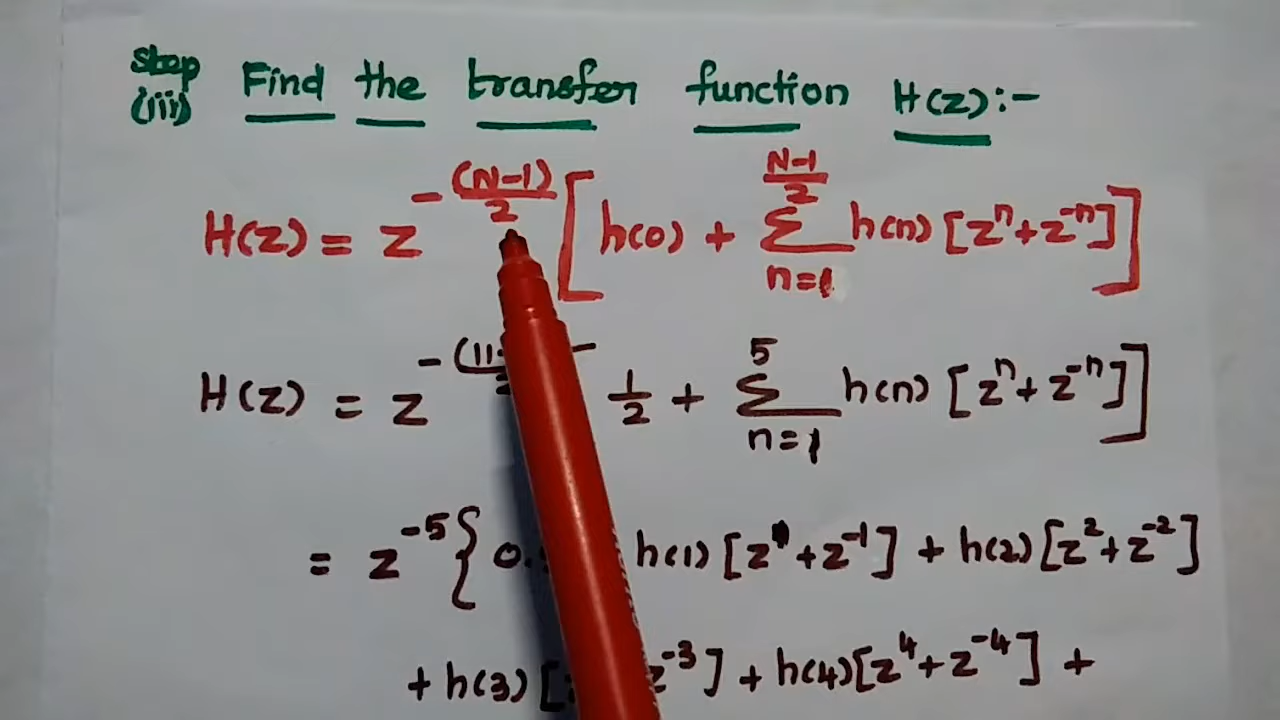 Step (iii) Find the transfer function H(z):-
H(z) = z^-(N-1)/2 [h(0) + Σ_{n=1}^{N-1/2} h(n) [z^n + z^-n]]
H(z) = z^-(11 1/2 + Σ_{n=1}^{5} h(n) [z^n + z^-n]]
= z^-5 { 0. h(1) [z^1 + z^-1] + h(2) [z^2 + z^-2]
+ h(3) [ z^-3] + h(4) [z^4 + z^-4] +